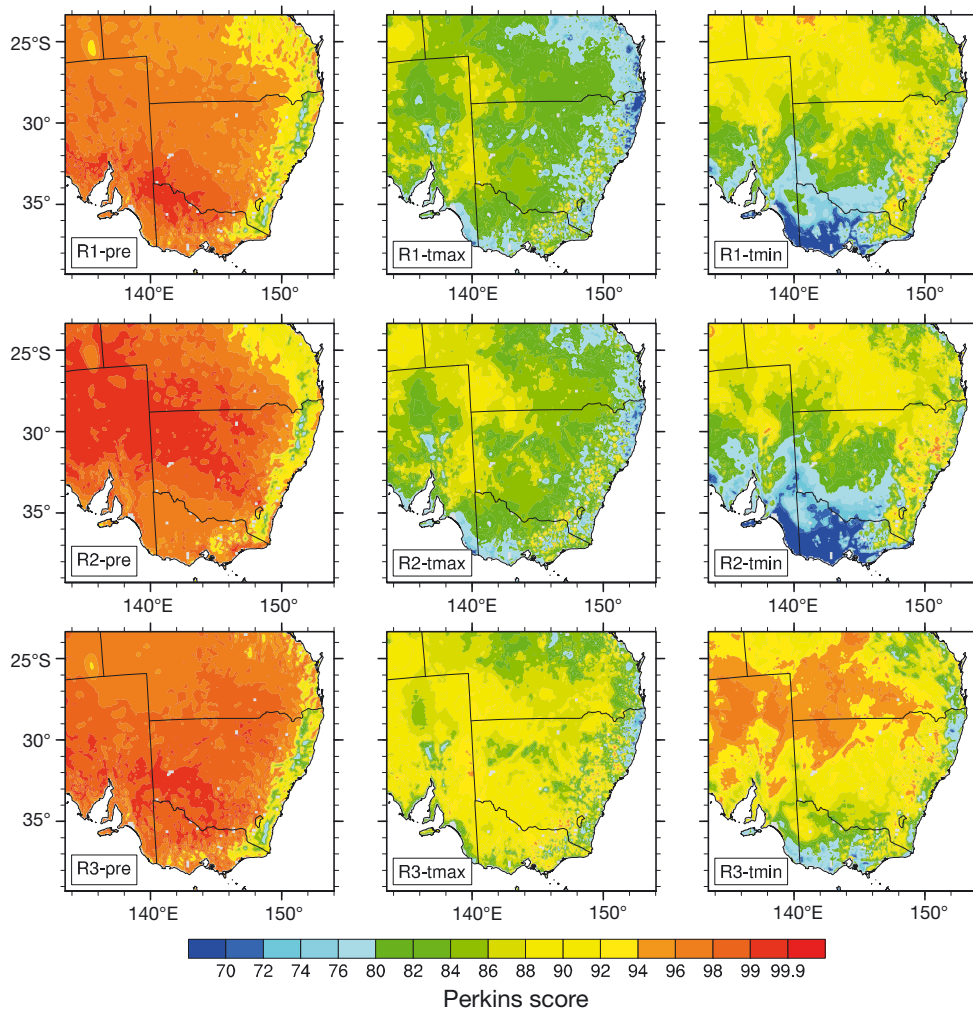 25°S
30°
35°
R1-pre
R1-tmax
R1-tmin
140°E 150° 140°E 150° 140°E 150°
25°S
30°
35°
R2-pre
R2-tmax
R2-tmin
140°E 150° 140°E 150° 140°E 150°
25°S
30°
35°
R3-pre
R3-tmax
R3-tmin
140°E 150° 140°E 150° 140°E 150°
70 72 74 76 80 82 84 86 88 90 92 94 96 98 99 99.9
Perkins score